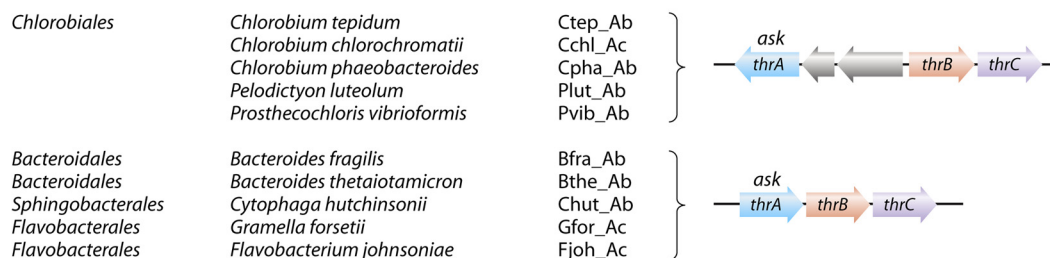 Chlorobiales Chlorobium tepidum Ctep_Ab
Chlorobium chlorochromatii Cchl_Ac
Chlorobium phaeobacteroides Cpha_Ab
Pelodictyon luteolum Plut_Ab
Prosthecochloris vibrioformis Pvib_Ab
ask
thrA thrB thrC
Bacteroidales Bacteroides fragilis Bfra_Ab
Bacteroidales Bacteroides thetaiotamicron Bthe_Ab
Sphingobacterales Cytophaga hutchinsonii Chut_Ab
Flavobacterales Gramella forsetii Gfor_Ac
Flavobacterales Flavobacterium johnsoniae Fjoh_Ac
ask
thrA thrB thrC